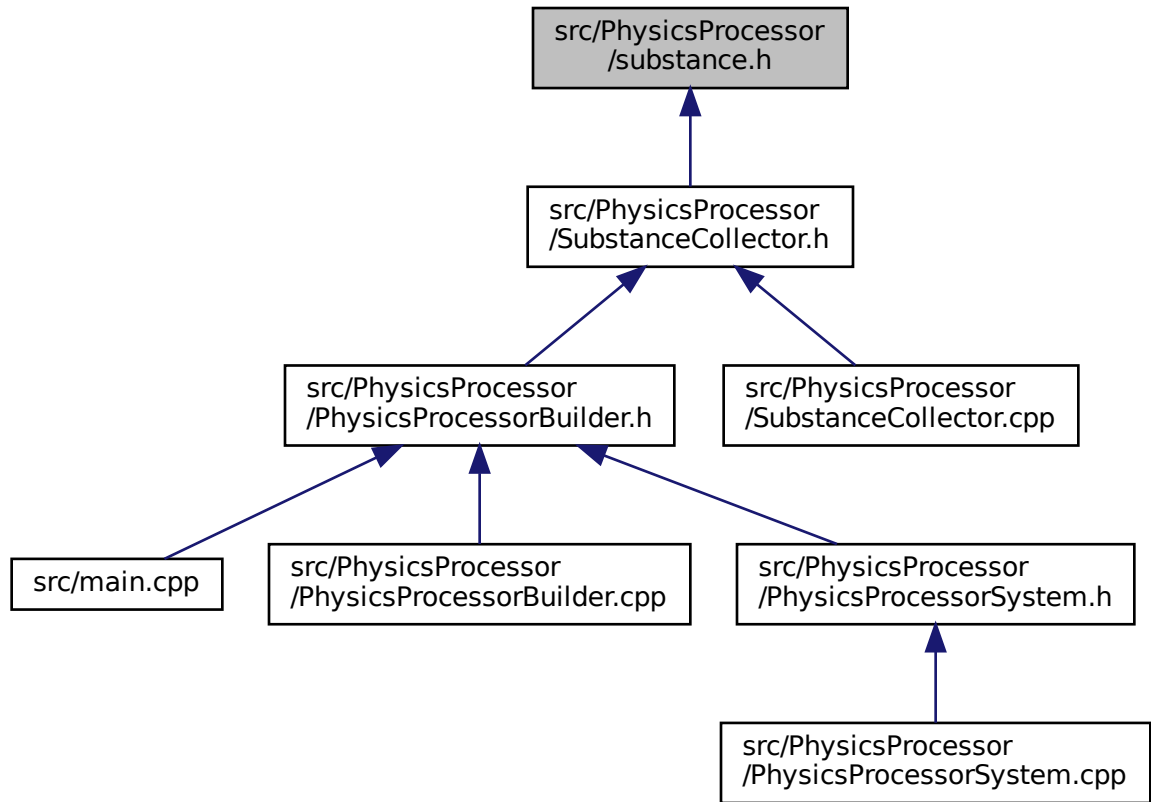 src/PhysicsProcessor
/substance.h
src/PhysicsProcessor
/SubstanceCollector.h
src/PhysicsProcessor
/PhysicsProcessorBuilder.h
src/PhysicsProcessor
/SubstanceCollector.cpp
src/main.cpp
src/PhysicsProcessor
/PhysicsProcessorBuilder.cpp
src/PhysicsProcessor
/PhysicsProcessorSystem.h
src/PhysicsProcessor
/PhysicsProcessorSystem.cpp